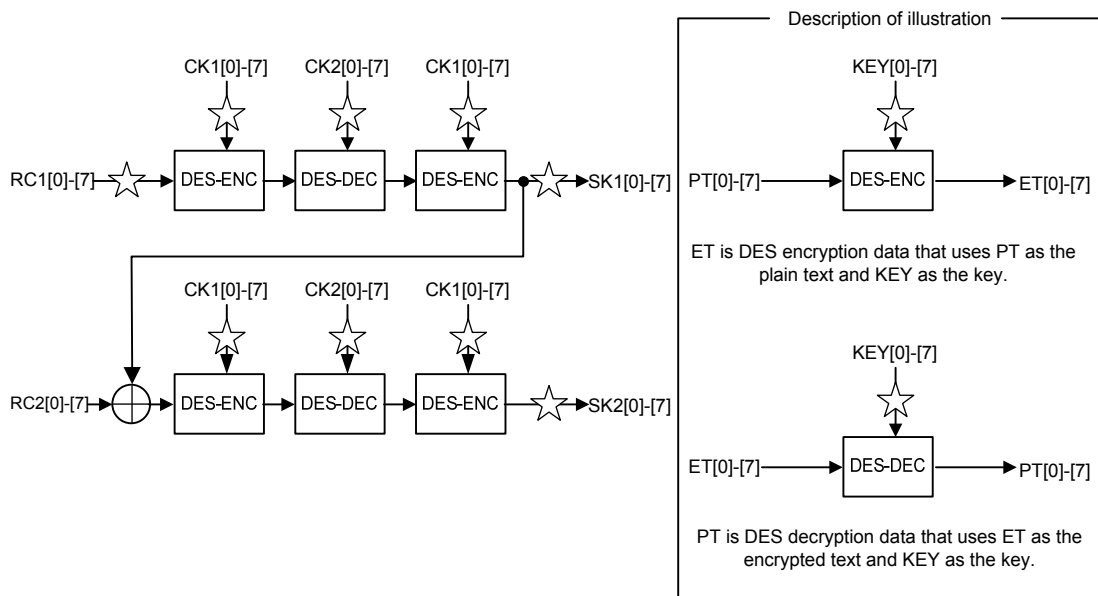 Description of illustration
CK1[0]-[7] CK2[0]-[7] CK1[0]-[7]
RC1[0]-[7] DES-ENC DES-DEC DES-ENC SK1[0]-[7]
CK1[0]-[7] CK2[0]-[7] CK1[0]-[7]
RC2[0]-[7] DES-ENC DES-DEC DES-ENC SK2[0]-[7]
KEY[0]-[7]
PT[0]-[7] DES-ENC ET[0]-[7]
ET is DES encryption data that uses PT as the
plain text and KEY as the key.
KEY[0]-[7]
ET[0]-[7] DES-DEC PT[0]-[7]
PT is DES decryption data that uses ET as the
encrypted text and KEY as the key.